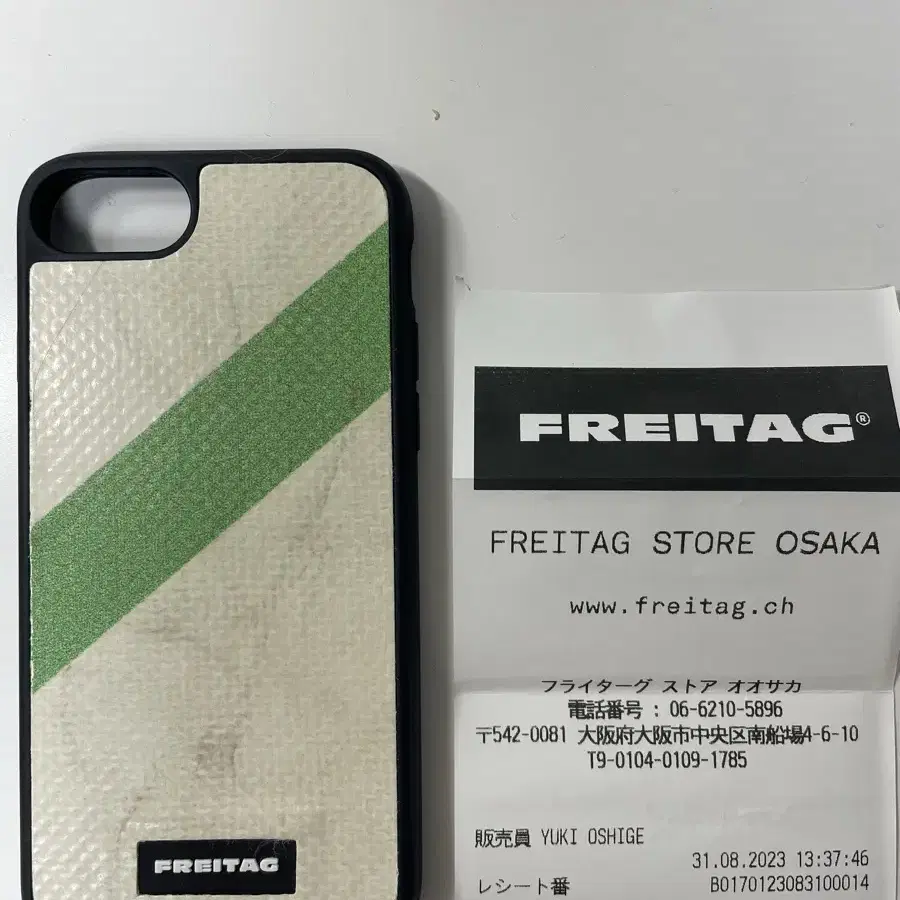 FREITAG
FREITAG®
FREITAG STORE OSAKA
www.freitag.ch
フライターグ ストア オオサカ
電話番号 : 06-6210-5896
〒542-0081 大阪府大阪市中央区南船場4-6-10
T9-0104-0109-1785
販売員 YUKI OSHIGE
31.08.2023 13:37:46
レシート番 B0170123083100014